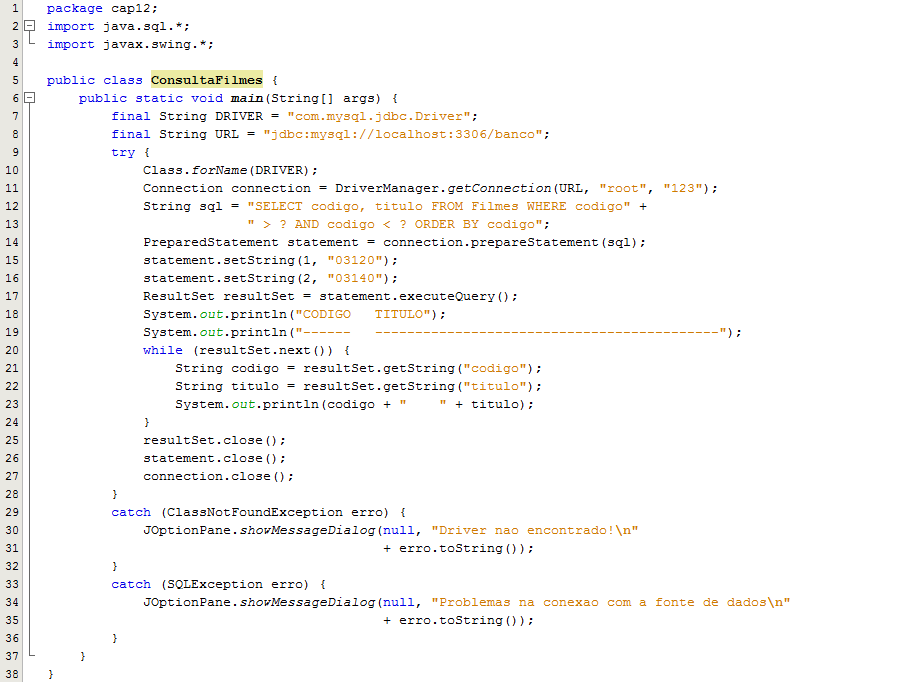 1 package cap12;
2 import java.sql.*;
3 import javax.swing.*;
4
5 public class ConsultaFilmes {
6     public static void main(String[] args) {
7         final String DRIVER = "com.mysql.jdbc.Driver";
8         final String URL = "jdbc:mysql://localhost:3306/banco";
9         try {
10             Class.forName(DRIVER);
11             Connection connection = DriverManager.getConnection(URL, "root", "123");
12             String sql = "SELECT codigo, titulo FROM Filmes WHERE codigo" +
13                          " > ? AND codigo < ? ORDER BY codigo";
14             PreparedStatement statement = connection.prepareStatement(sql);
15             statement.setString(1, "03120");
16             statement.setString(2, "03140");
17             ResultSet resultSet = statement.executeQuery();
18             System.out.println("CODIGO   TITULO");
19             System.out.println("------   -------------------------------------------");
20             while (resultSet.next()) {
21                 String codigo = resultSet.getString("codigo");
22                 String titulo = resultSet.getString("titulo");
23                 System.out.println(codigo + "    " + titulo);
24             }
25             resultSet.close();
26             statement.close();
27             connection.close();
28         }
29         catch (ClassNotFoundException erro) {
30             JOptionPane.showMessageDialog(null, "Driver nao encontrado!\n"
31                                           + erro.toString());
32         }
33         catch (SQLException erro) {
34             JOptionPane.showMessageDialog(null, "Problemas na conexao com a fonte de dados\n"
35                                           + erro.toString());
36         }
37     }
38 }